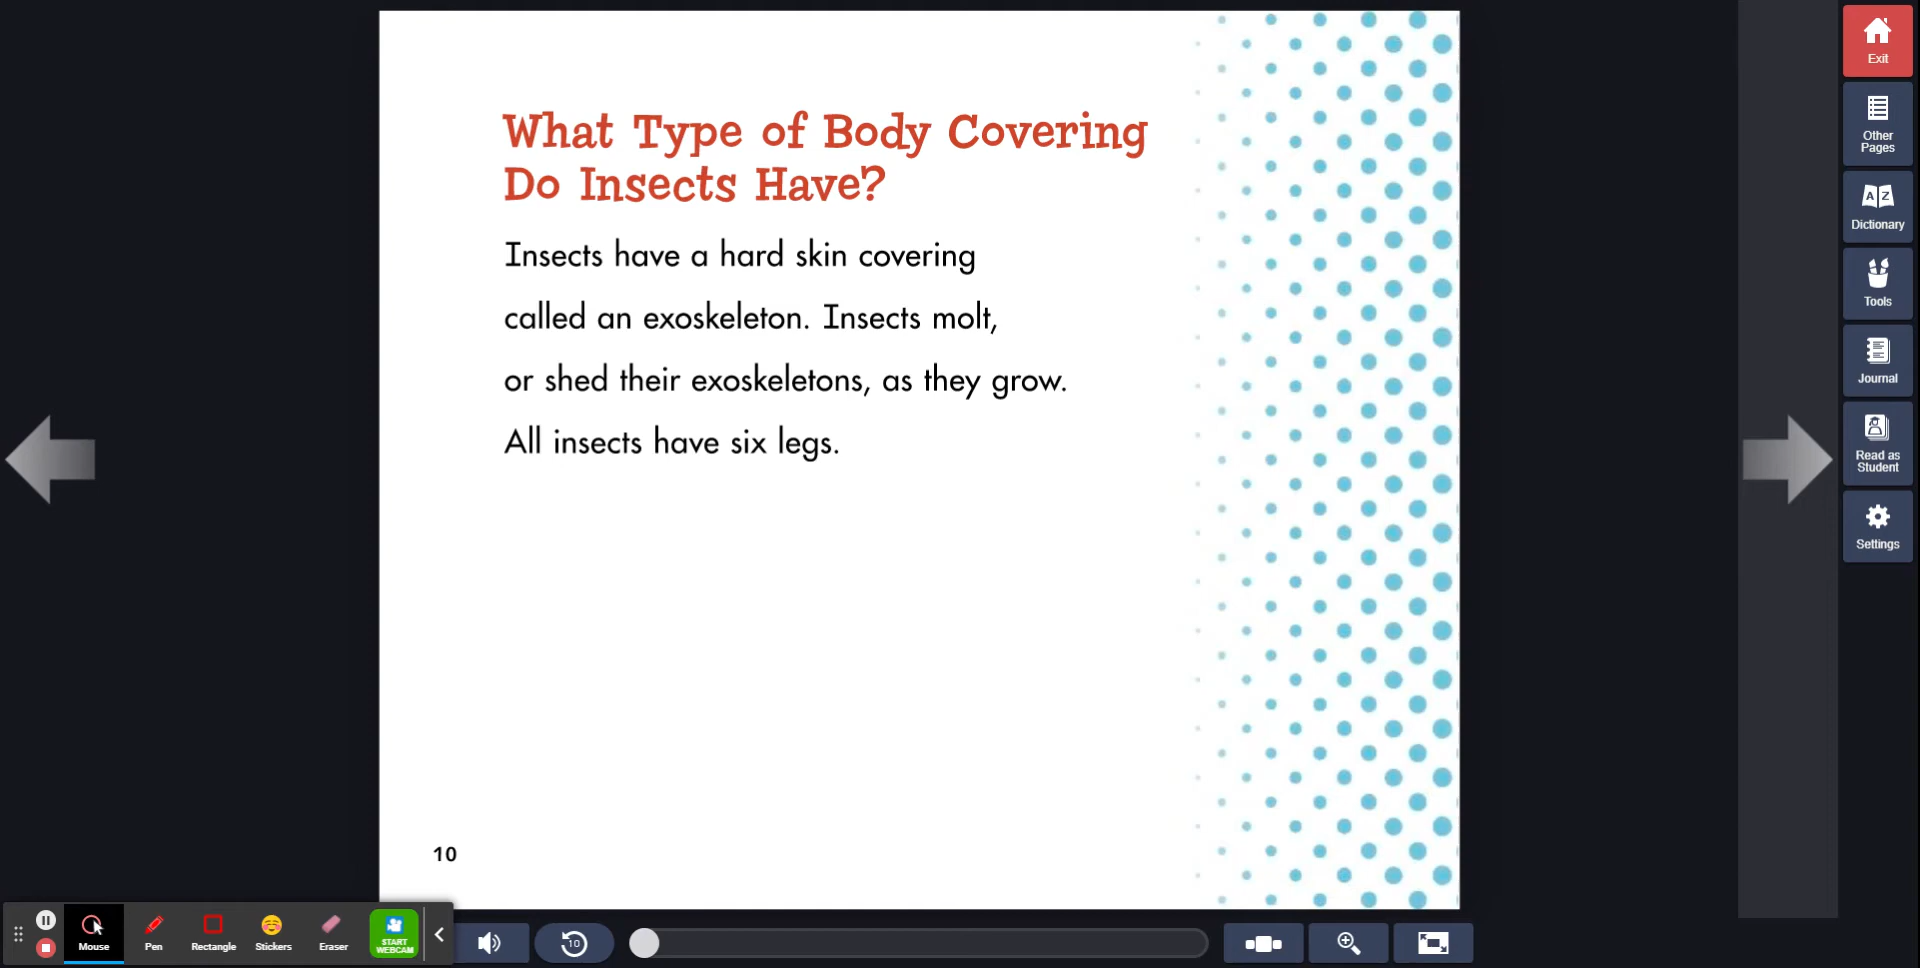 What Type of Body Covering
Do Insects Have?
Insects have a hard skin covering
called an exoskeleton. Insects molt,
or shed their exoskeletons, as they grow.
All insects have six legs.
10
Exit
Other
Pages
A Z
Dictionary
Tools
Journal
Read as
Student
Settings
Mouse
Pen
Rectangle
Stickers
Eraser
START
WEBCAM
10